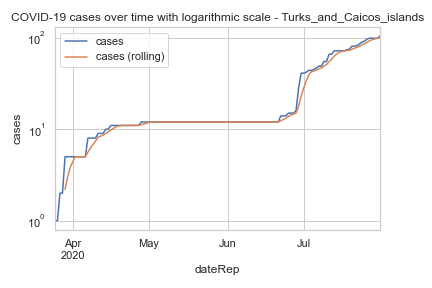 COVID-19 cases over time with logarithmic scale - Turks_and_Caicos_islands
cases
cases (rolling)
10²
10¹
10⁰
cases
Apr
2020
May
Jun
Jul
dateRep